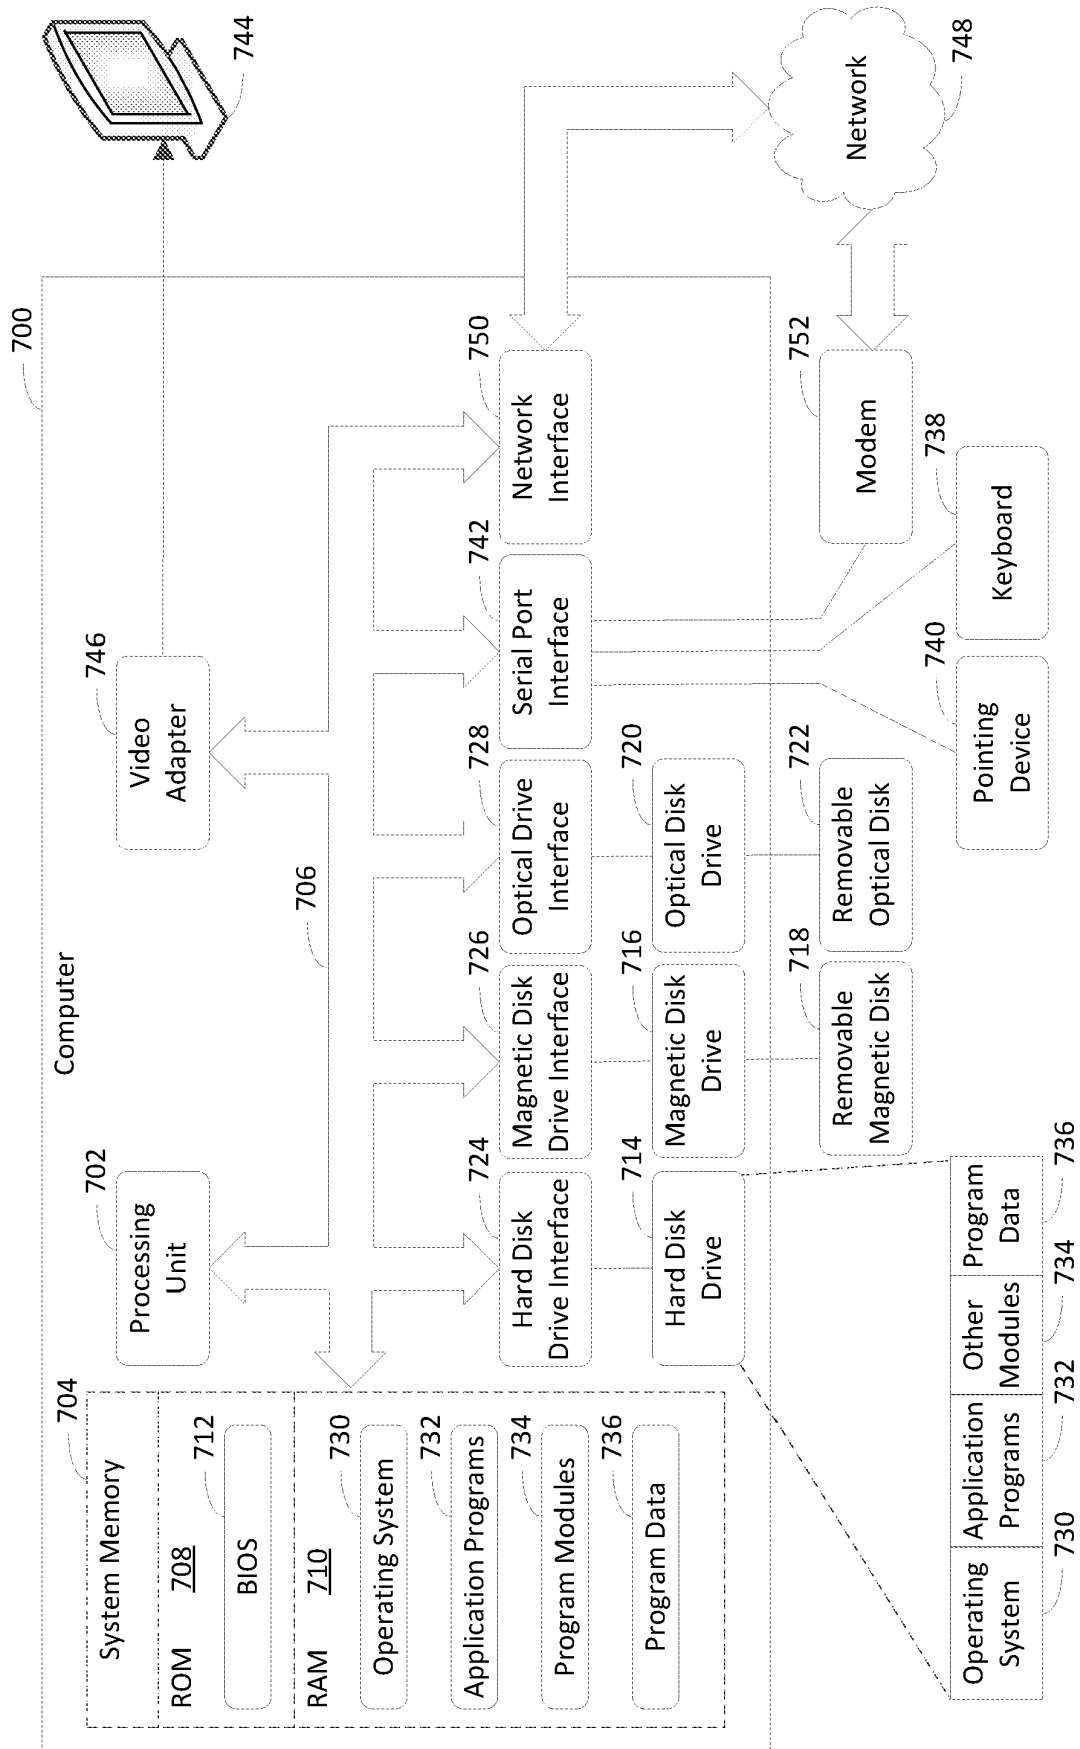 700
Computer
704
System Memory
ROM 708
712
BIOS
RAM 710
730
Operating System
732
Application Programs
734
Program Modules
736
Program Data
702
Processing
Unit
746
Video
Adapter
744
706
724
Hard Disk
Drive Interface
726
Magnetic Disk
Drive Interface
728
Optical Drive
Interface
742
Serial Port
Interface
750
Network
Interface
714
Hard Disk
Drive
716
Magnetic Disk
Drive
720
Optical Disk
Drive
718
Removable
Magnetic Disk
722
Removable
Optical Disk
752
Modem
Network
748
740
Pointing
Device
738
Keyboard
Operating
System
Application
Programs
Other
Modules
Program
Data
730
732
734
736